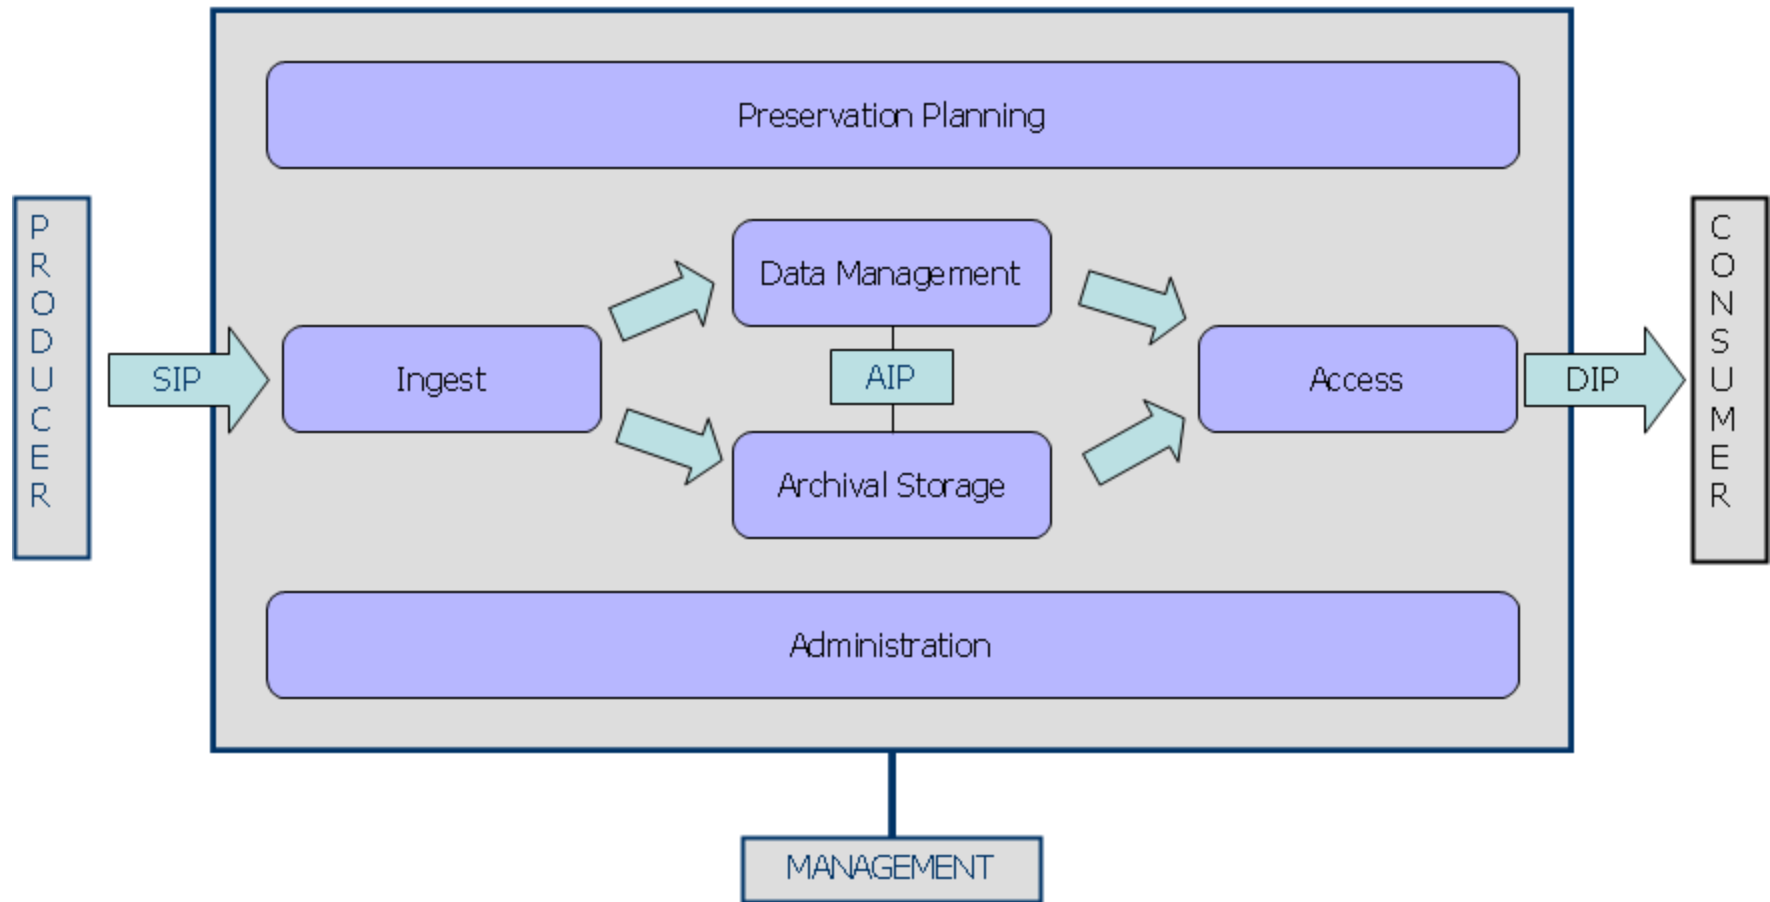 Preservation Planning
PRODUCER
CONSUMER
Data Management
SIP
Ingest
AIP
Access
DIP
Archival Storage
Administration
MANAGEMENT